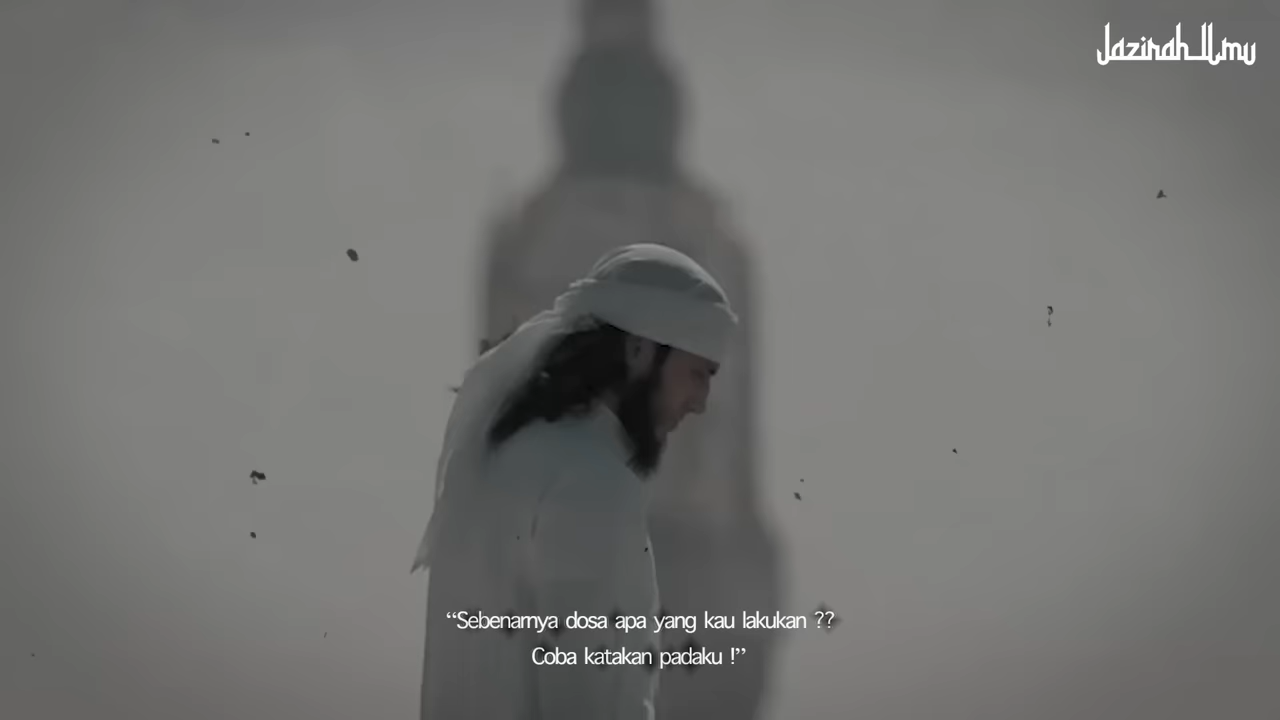 Jazirah_Ilmu
“Sebenarnya dosa apa yang kau lakukan ??
Coba katakan padaku !”